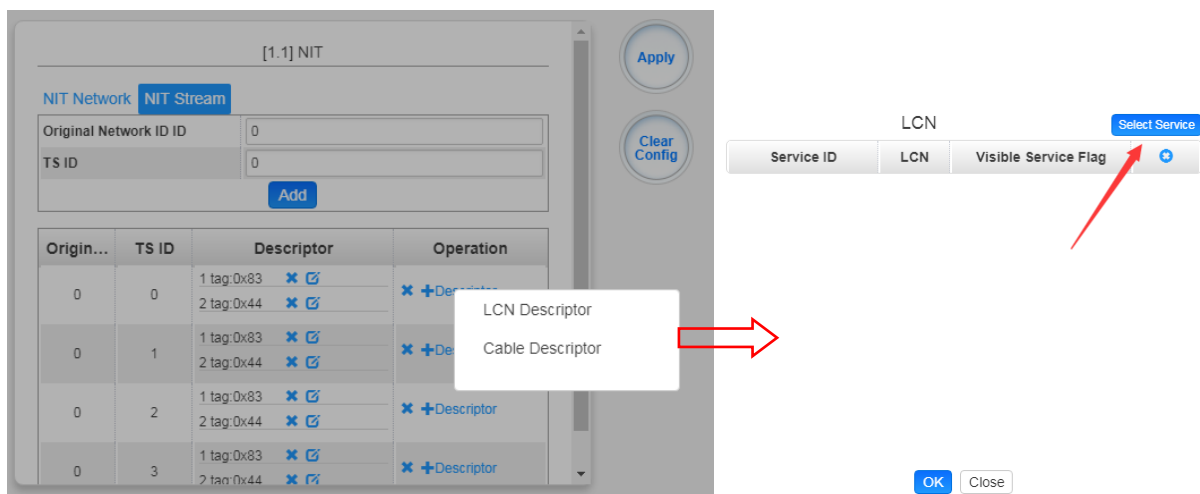 [1.1] NIT
NIT Network NIT Stream
Original Network ID ID 0
TS ID 0
Add
Origin... TS ID Descriptor Operation
0 0 1 tag:0x83
2 tag:0x44
0 1 1 tag:0x83
2 tag:0x44
0 2 1 tag:0x83 +Descriptor
2 tag:0x44
0 3 1 tag:0x83 +Descriptor
2 tag:0x44
Apply
Clear
Config
LCN Descriptor
Cable Descriptor
LCN Select Service
Service ID LCN Visible Service Flag
OK Close